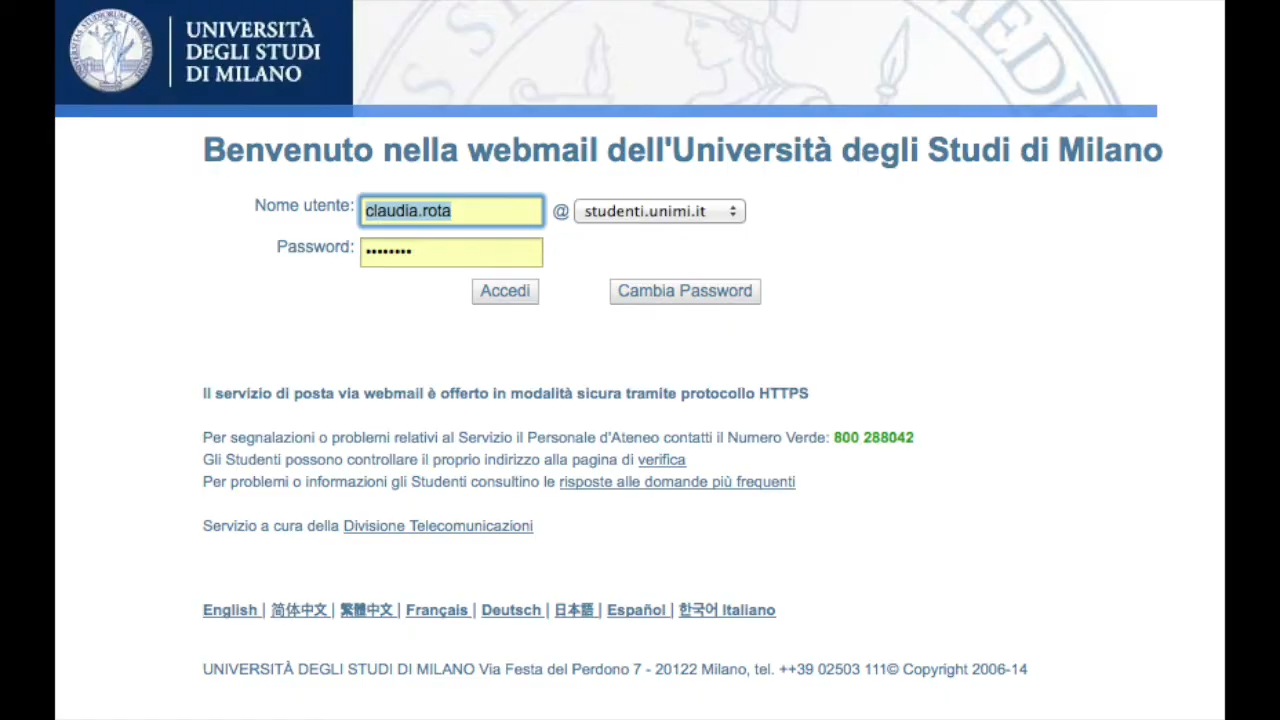 UNIVERSITÀ
DEGLI STUDI
DI MILANO
Benvenuto nella webmail dell'Università degli Studi di Milano
Nome utente: claudia.rota @ studenti.unimi.it
Password: ••••••••
Accedi Cambia Password
Il servizio di posta via webmail è offerto in modalità sicura tramite protocollo HTTPS
Per segnalazioni o problemi relativi al Servizio il Personale d'Ateneo contatti il Numero Verde: 800 288042
Gli Studenti possono controllare il proprio indirizzo alla pagina di verifica
Per problemi o informazioni gli Studenti consultino le risposte alle domande più frequenti
Servizio a cura della Divisione Telecomunicazioni
English | 简体中文 | 繁體中文 | Français | Deutsch | 日本語 | Español | 한국어 Italiano
UNIVERSITÀ DEGLI STUDI DI MILANO Via Festa del Perdono 7 - 20122 Milano, tel. ++39 02503 111© Copyright 2006-14